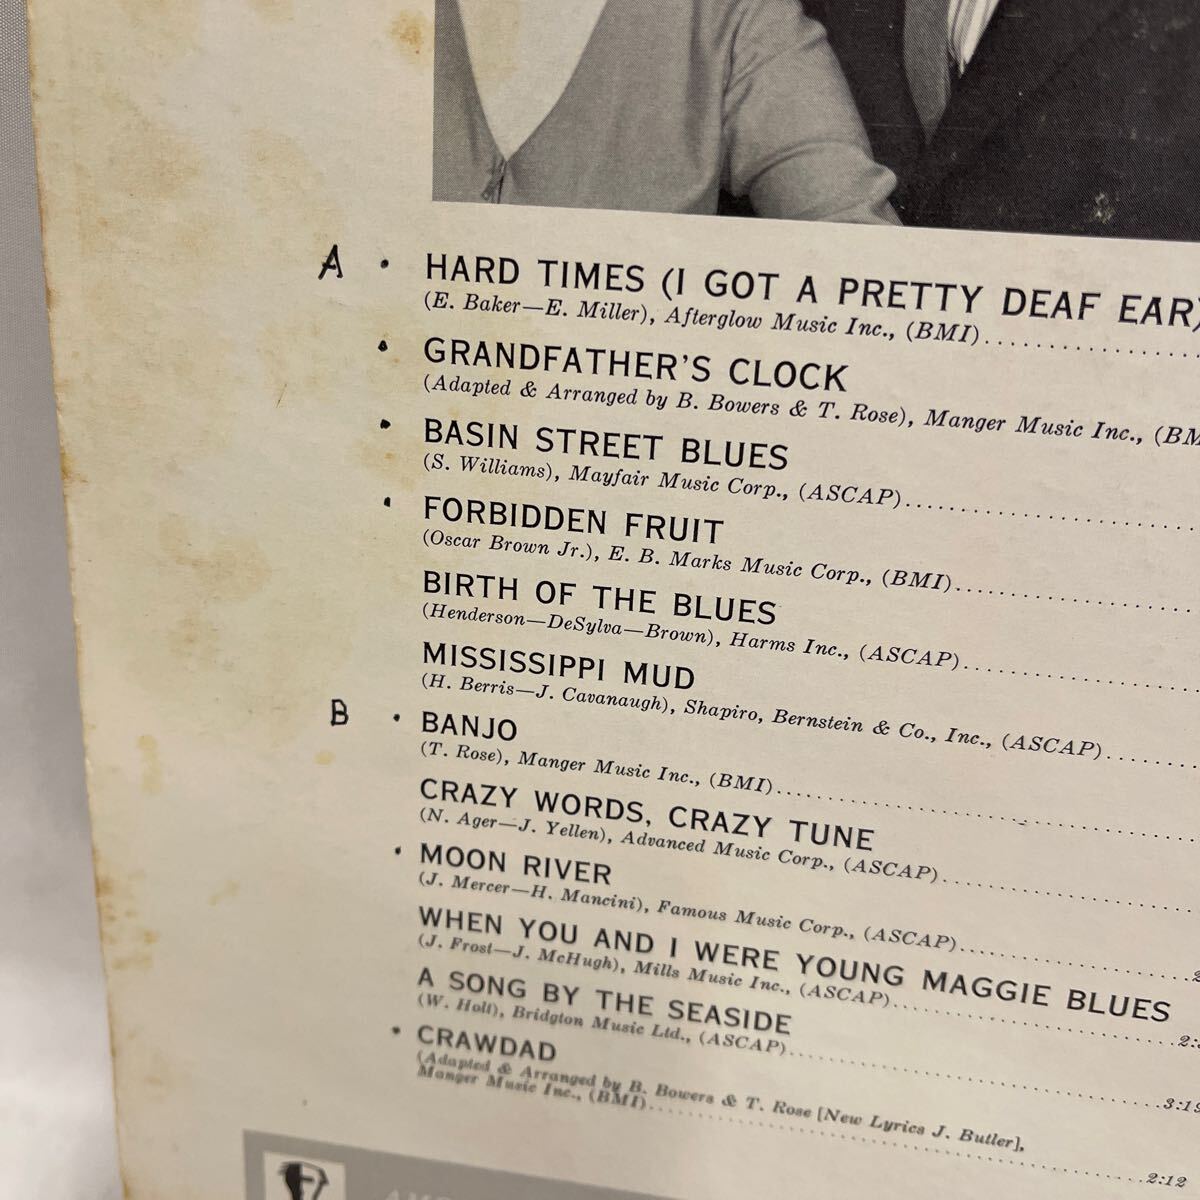 A • HARD TIMES (I GOT A PRETTY DEAF EAR)
(E. Baker—E. Miller), Afterglow Music Inc., (BMI)
• GRANDFATHER'S CLOCK
(Adapted & Arranged by B. Bowers & T. Rose), Manger Music Inc., (BM
• BASIN STREET BLUES
(S. Williams), Mayfair Music Corp., (ASCAP)
• FORBIDDEN FRUIT
(Oscar Brown Jr.), E. B. Marks Music Corp., (BMI)
BIRTH OF THE BLUES
(Henderson—DeSylva—Brown), Harms Inc., (ASCAP)
MISSISSIPPI MUD
(H. Berris—J. Cavanaugh), Shapiro, Bernstein & Co., Inc., (ASCAP)
B • BANJO
(T. Rose), Manger Music Inc., (BMI)
CRAZY WORDS, CRAZY TUNE
(N. Ager—J. Yellen), Advanced Music Corp., (ASCAP)
• MOON RIVER
(J. Mercer—H. Mancini), Famous Music Corp., (ASCAP)
WHEN YOU AND I WERE YOUNG MAGGIE BLUES
(J. Frost—J. McHugh), Mills Music Inc., (ASCAP)
A SONG BY THE SEASIDE
(W. Holt), Bridgton Music Ltd., (ASCAP) 3:19
• CRAWDAD
(Adapted & Arranged by B. Bowers & T. Rose [New Lyrics J. Butler],
Manger Music Inc., (BMI) 2:12